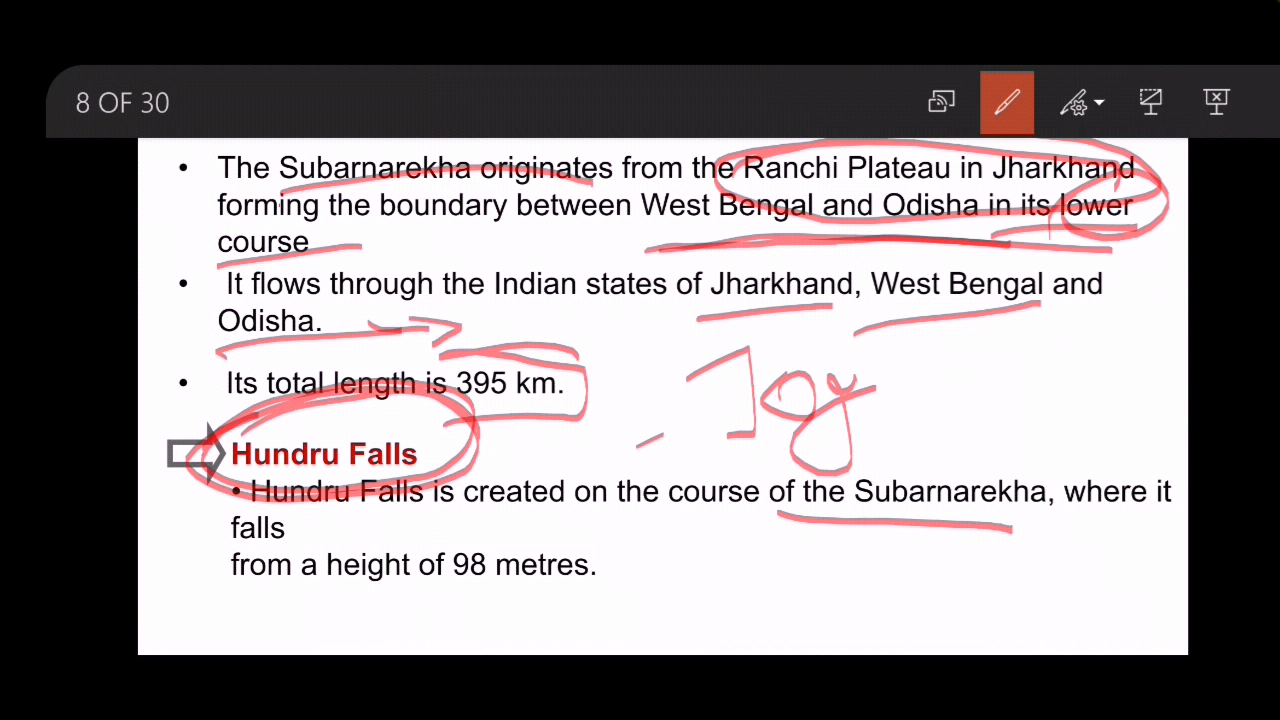 8 OF 30
• The Subarnarekha originates from the Ranchi Plateau in Jharkhand
forming the boundary between West Bengal and Odisha in its lower
course
• It flows through the Indian states of Jharkhand, West Bengal and
Odisha.
• Its total length is 395 km.
Hundru Falls
• Hundru Falls is created on the course of the Subarnarekha, where it
falls
from a height of 98 metres.